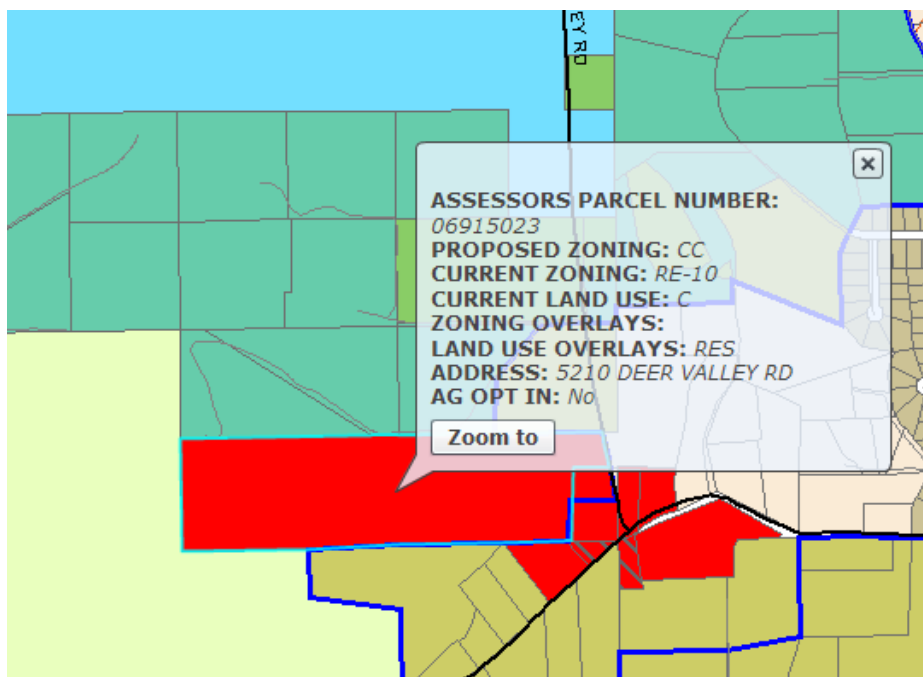 EY RD
×
ASSESSORS PARCEL NUMBER:
06915023
PROPOSED ZONING: CC
CURRENT ZONING: RE-10
CURRENT LAND USE: C
ZONING OVERLAYS:
LAND USE OVERLAYS: RES
ADDRESS: 5210 DEER VALLEY RD
AG OPT IN: No
Zoom to